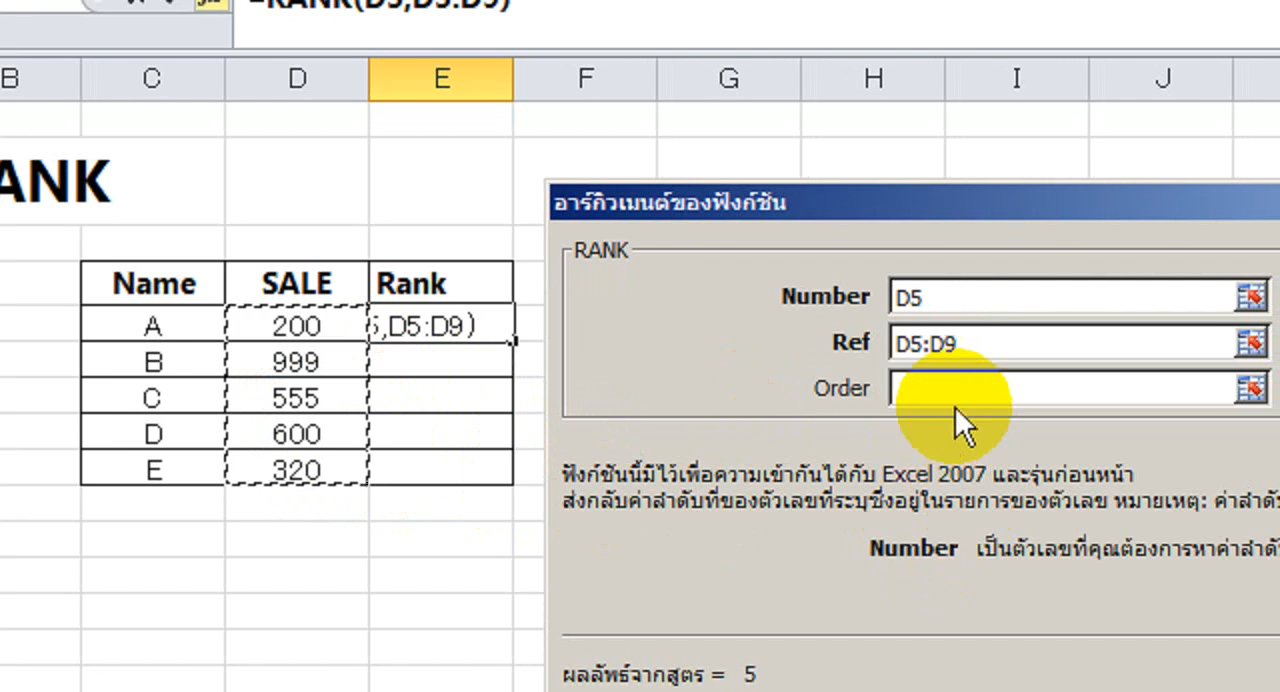 =RANK(D5,D5:D9)
B C D E F G H I J
ANK
อาร์กิวเมนต์ของฟังก์ชัน
RANK
Name SALE Rank
Number D5
A 200 5,D5:D9)
Ref D5:D9
B 999
Order
C 555
D 600
E 320
ฟังก์ชันนี้มีไว้เพื่อความเข้ากันได้กับ Excel 2007 และรุ่นก่อนหน้า
ส่งกลับค่าลำดับที่ของตัวเลขที่ระบุซึ่งอยู่ในรายการของตัวเลข หมายเหตุ: ค่าลำดับ
Number เป็นตัวเลขที่คุณต้องการหาค่าลำดับ
ผลลัพธ์จากสูตร = 5